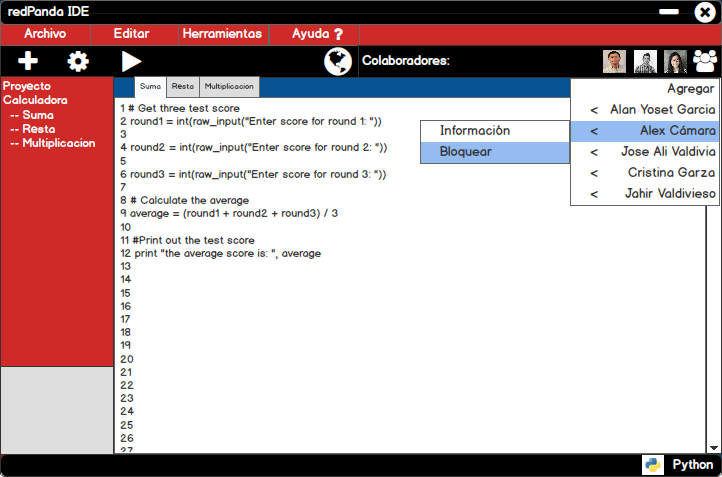 redPanda IDE
Archivo Editar Herramientas Ayuda ?
Colaboradores:
Proyecto
Calculadora
-- Suma
-- Resta
-- Multiplicacion
Suma Resta Multiplicacion
1 # Get three test score
2 round1 = int(raw_input("Enter score for round 1: "))
3
4 round2 = int(raw_input("Enter score for round 2: "))
5
6 round3 = int(raw_input("Enter score for round 3: "))
7
8 # Calculate the average
9 average = (round1 + round2 + round3) / 3
10
11 #Print out the test score
12 print "the average score is: ", average
13
14
15
16
17
18
19
20
21
22
23
24
25
26
27
Información
Bloquear
Agregar
< Alan Yoset Garcia
< Alex Cámara
< Jose Ali Valdivia
< Cristina Garza
< Jahir Valdivieso
Python